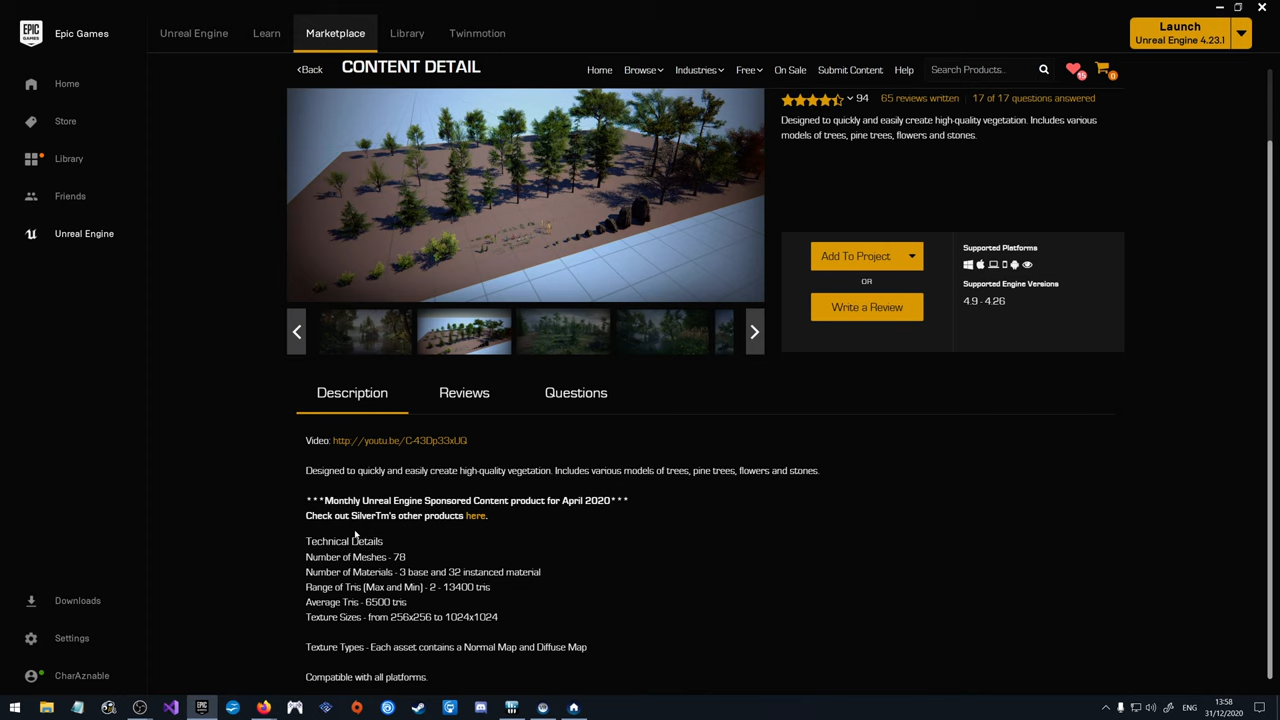 EPIC GAMES
Epic Games
Unreal Engine
Learn
Marketplace
Library
Twinmotion
Launch
Unreal Engine 4.23.1
Home
Store
Library
Friends
Unreal Engine
Downloads
Settings
CharAznable
<Back
CONTENT DETAIL
Home
Browse
Industries
Free
On Sale
Submit Content
Help
Search Products..
15
0
94
65 reviews written
17 of 17 questions answered
Designed to quickly and easily create high-quality vegetation. Includes various
models of trees, pine trees, flowers and stones.
Add To Project
OR
Write a Review
Supported Platforms
Supported Engine Versions
4.9 - 4.26
Description
Reviews
Questions
Video: http://youtu.be/C-43Dp33xUQ
Designed to quickly and easily create high-quality vegetation. Includes various models of trees, pine trees, flowers and stones.
***Monthly Unreal Engine Sponsored Content product for April 2020***
Check out SilverTm's other products here.
Technical Details
Number of Meshes - 78
Number of Materials - 3 base and 32 instanced material
Range of Tris (Max and Min) - 2 - 13400 tris
Average Tris - 6500 tris
Texture Sizes - from 256x256 to 1024x1024
Texture Types - Each asset contains a Normal Map and Diffuse Map
Compatible with all platforms.
ENG
13:58
31/12/2020